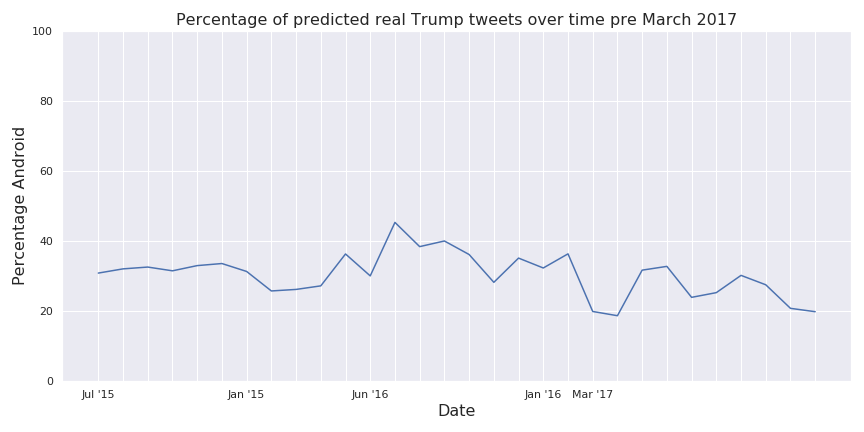 Percentage of predicted real Trump tweets over time pre March 2017
100
80
60
40
20
0
Percentage Android
Jul '15 Jan '15 Jun '16 Jan '16 Mar '17
Date